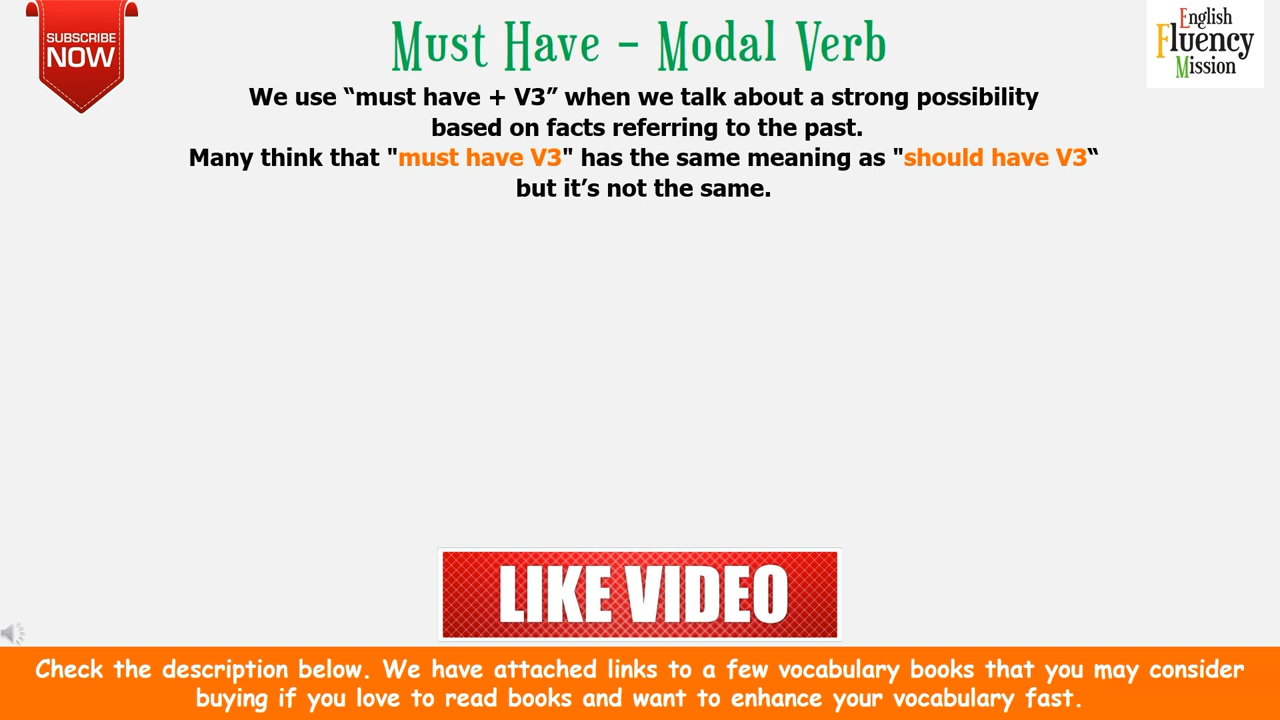 SUBSCRIBE
NOW
Must Have – Modal Verb
English
Fluency
Mission
We use “must have + V3” when we talk about a strong possibility
based on facts referring to the past.
Many think that "must have V3" has the same meaning as "should have V3“
but it’s not the same.
LIKE VIDEO
Check the description below. We have attached links to a few vocabulary books that you may consider
buying if you love to read books and want to enhance your vocabulary fast.